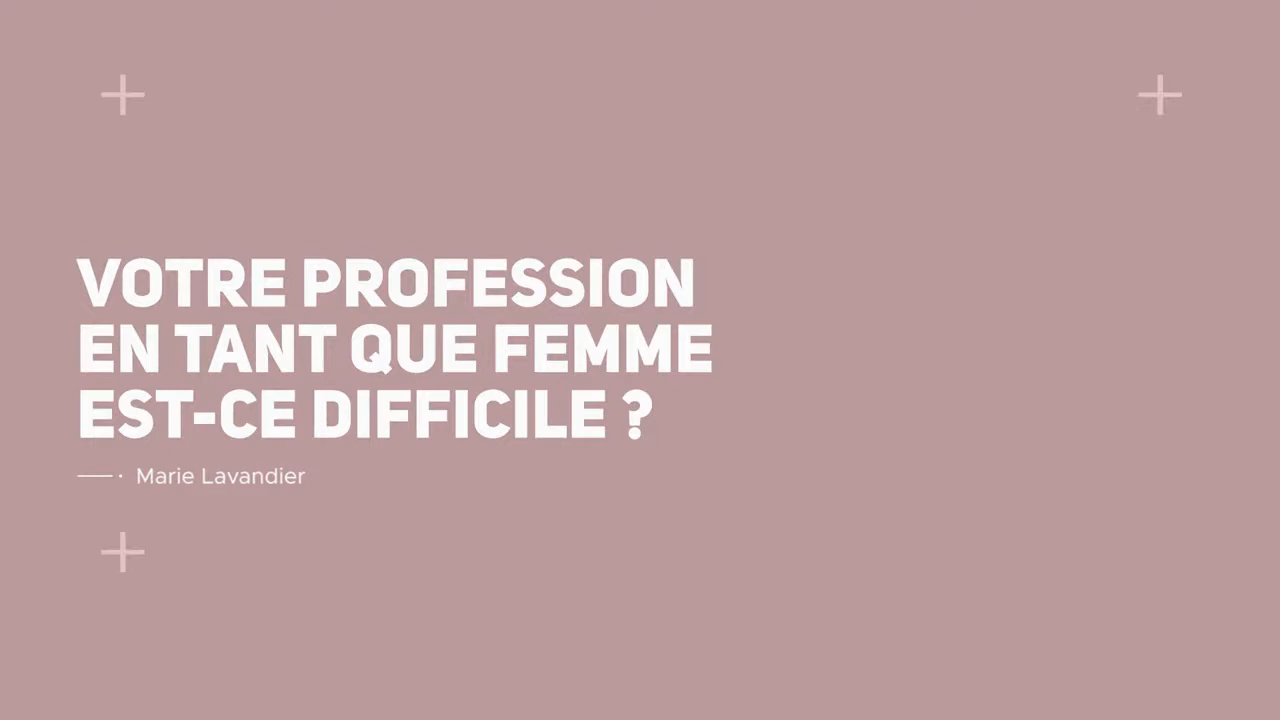 VOTRE PROFESSION
EN TANT QUE FEMME
EST-CE DIFFICILE ?
Marie Lavandier